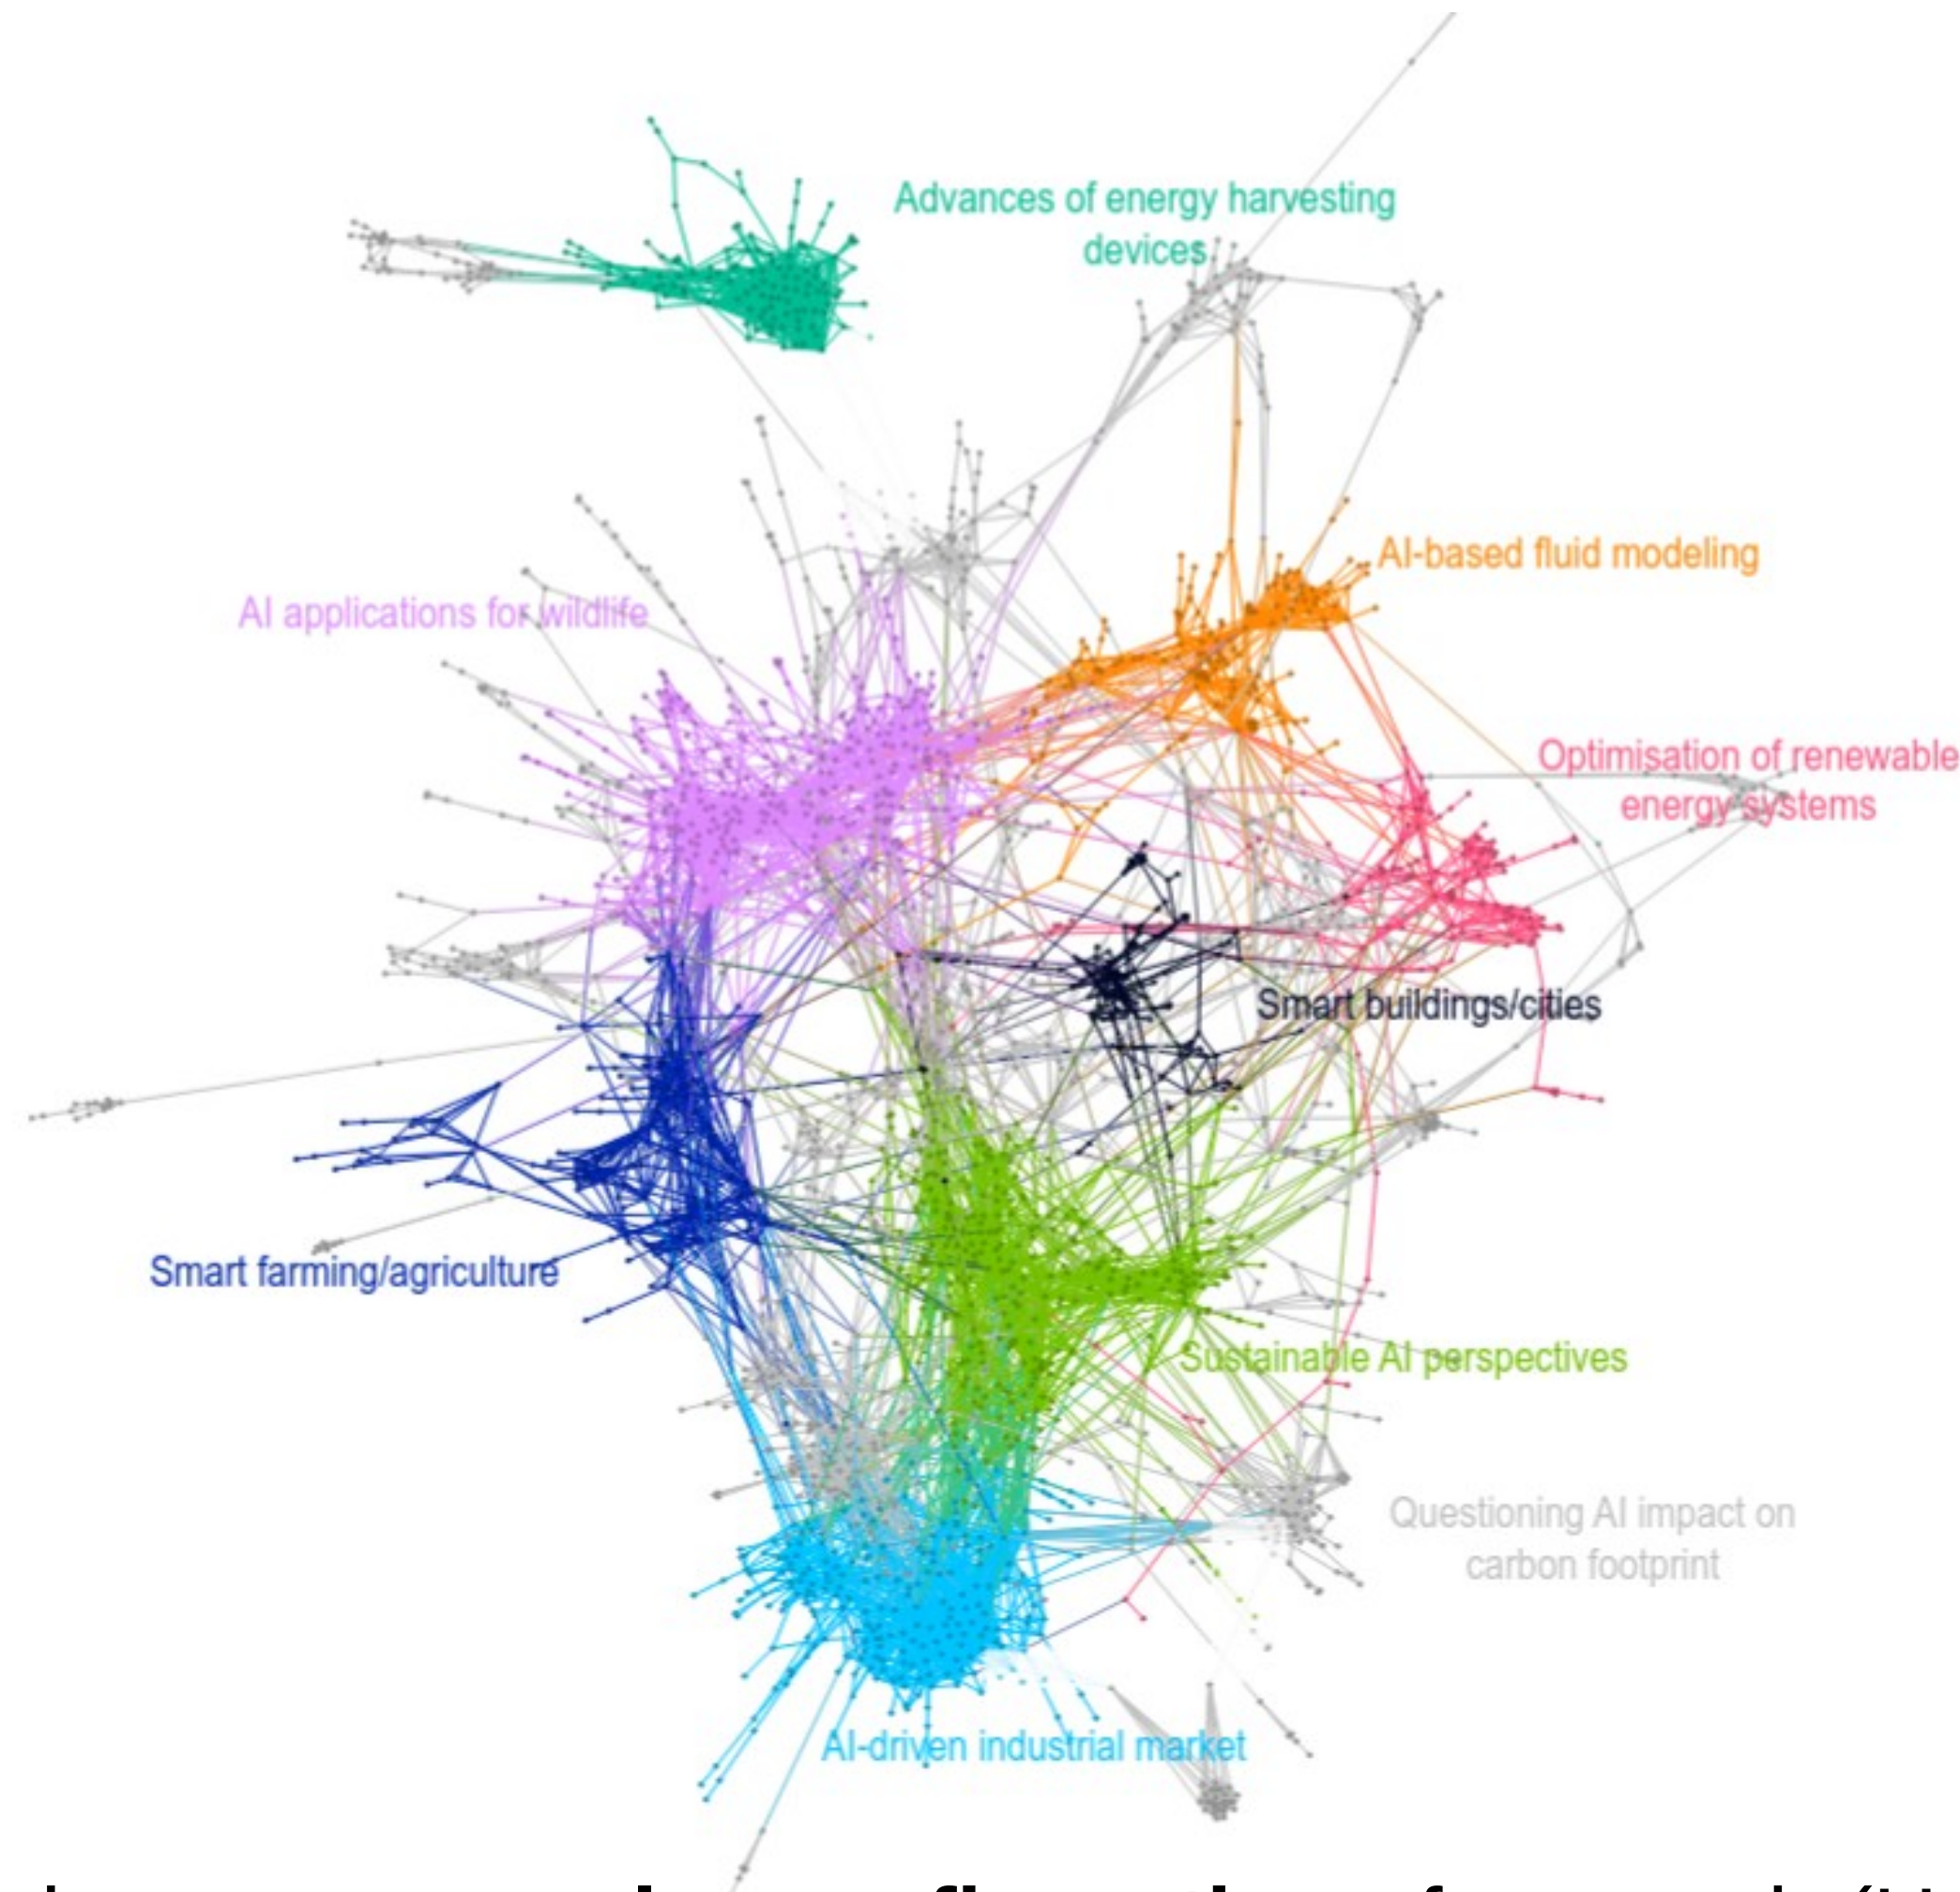 Advances of energy harvesting
devices
AI-based fluid modeling
AI applications for wildlife
Optimisation of renewable
energy systems
Smart buildings/cities
Smart farming/agriculture
Sustainable AI perspectives
Questioning AI impact on
carbon footprint
AI-driven industrial market